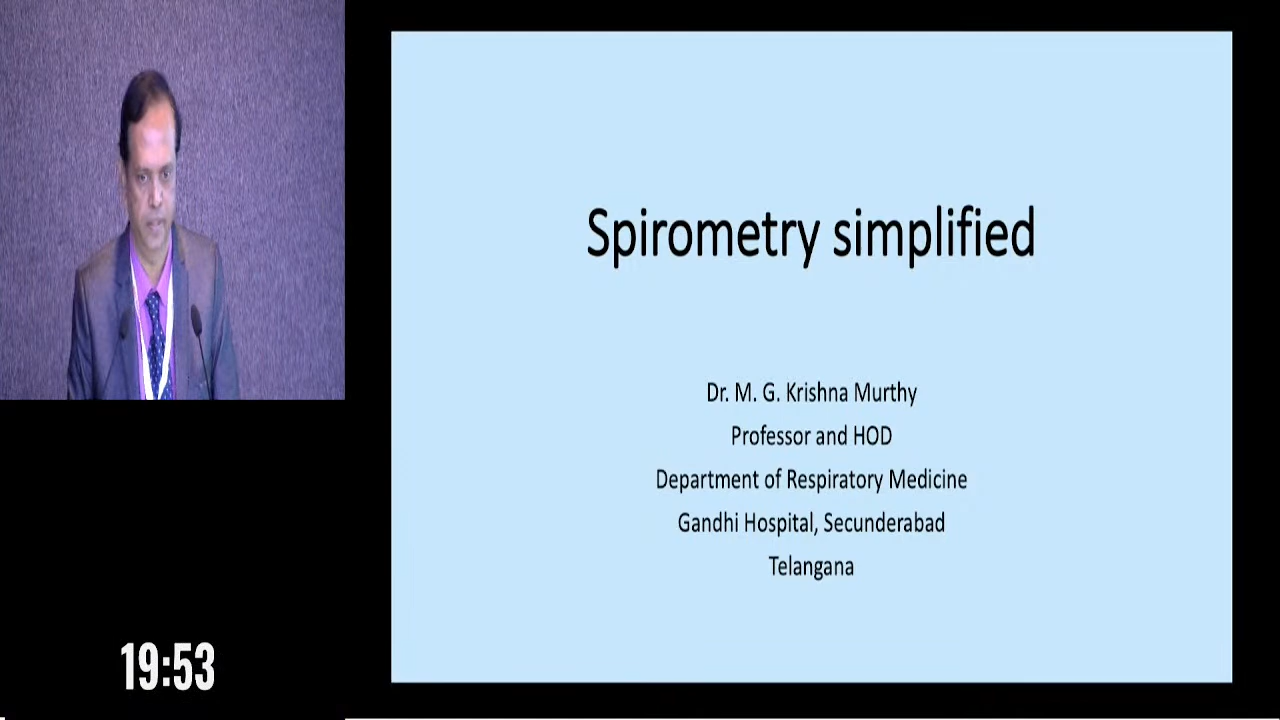 Spirometry simplified
Dr. M. G. Krishna Murthy
Professor and HOD
Department of Respiratory Medicine
Gandhi Hospital, Secunderabad
Telangana
19:53